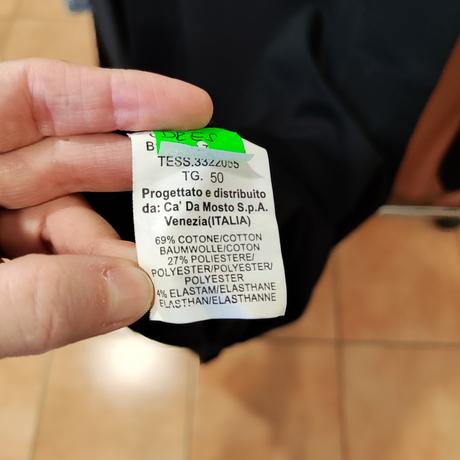 TESS.3322055
TG. 50
Progettato e distribuito
da: Ca' Da Mosto S.p.A.
Venezia(ITALIA)
69% COTONE/COTTON
BAUMWOLLE/COTON
27% POLIESTERE/
POLYESTER/POLYESTER/
POLYESTER
4% ELASTAM/ELASTHANE
ELASTHAN/ELASTHANNE